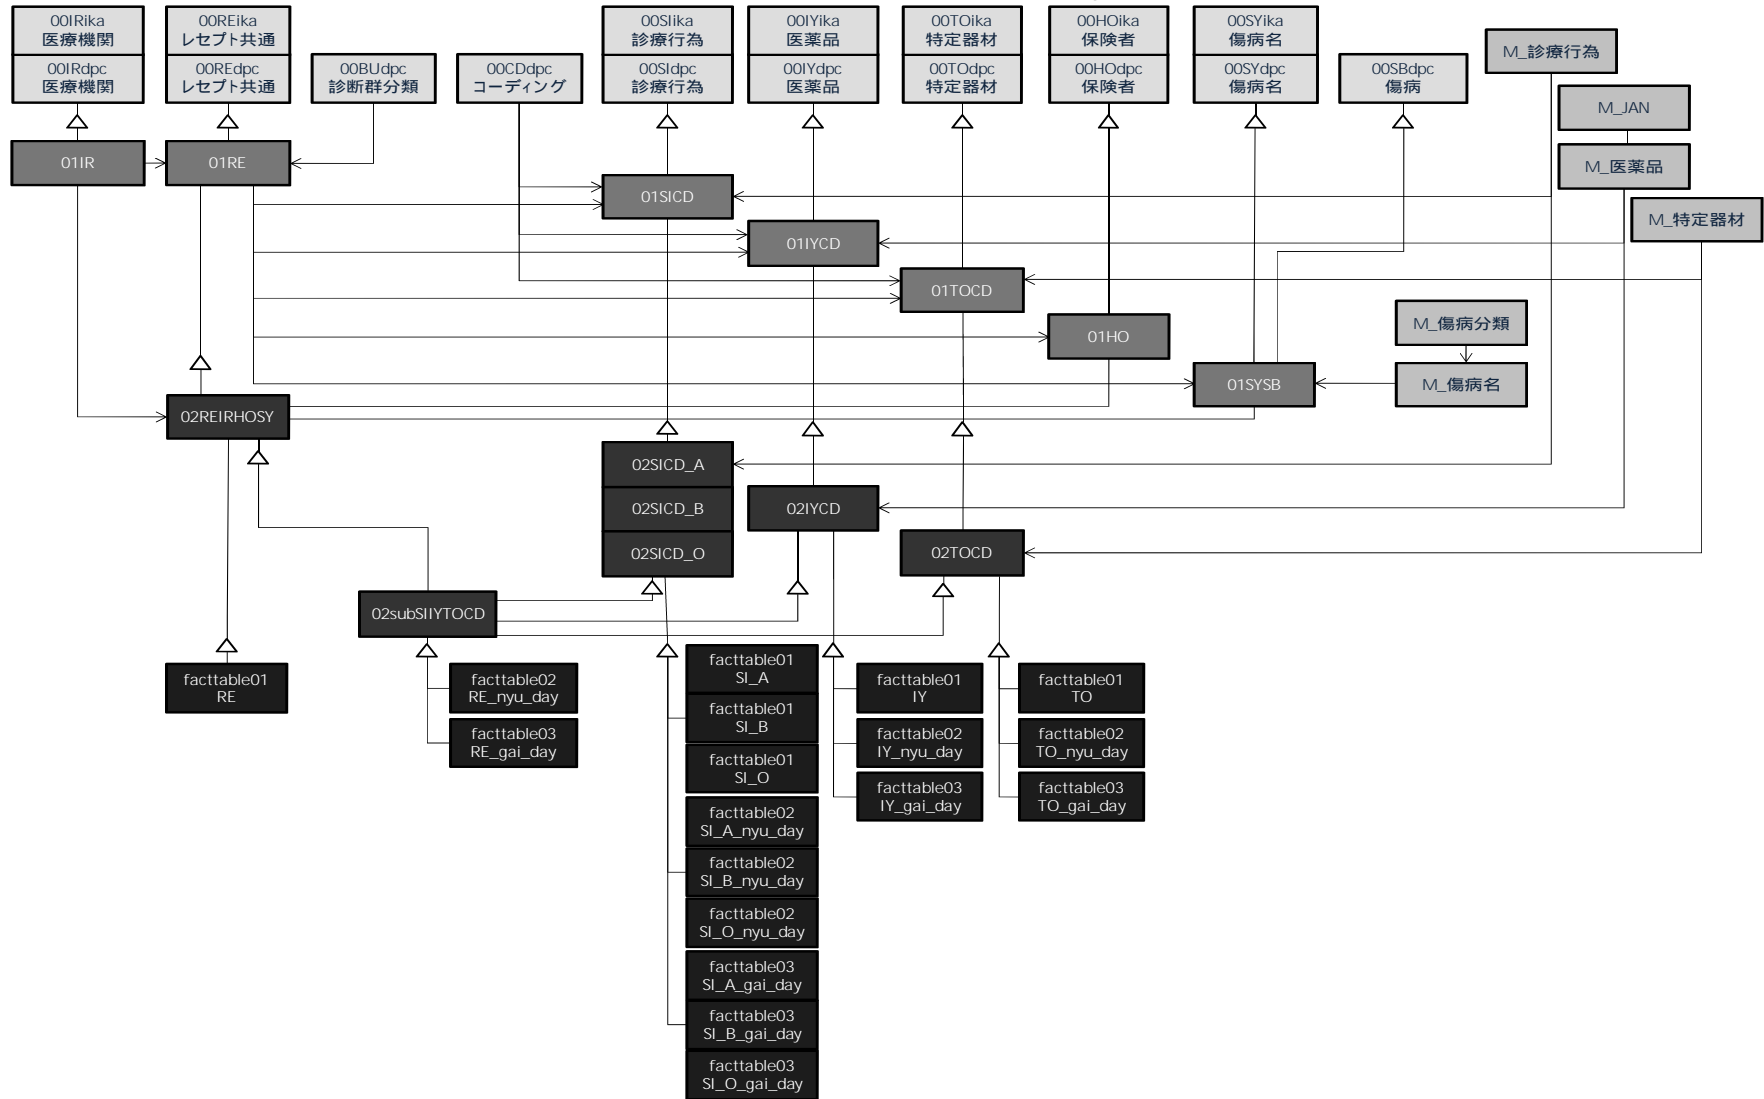 00IRika
医療機関
00IRdpc
医療機関
00REika
レセプト共通
00REdpc
レセプト共通
00BUdpc
診断群分類
00CDdpc
コーディング
00SIika
診療行為
00SIdpc
診療行為
00IYika
医薬品
00IYdpc
医薬品
00TOika
特定器材
00TOdpc
特定器材
00HOika
保険者
00HOdpc
保険者
00SYika
傷病名
00SYdpc
傷病名
00SBdpc
傷病
M_診療行為
M_JAN
M_医薬品
M_特定器材
01IR
01RE
01SICD
01IYCD
01TOCD
01HO
01SYSB
M_傷病分類
M_傷病名
02REIRHOSY
02SICD_A
02SICD_B
02SICD_O
02IYCD
02TOCD
02subSIIYTOCD
facttable01
RE
facttable02
RE_nyu_day
facttable03
RE_gai_day
facttable01
SI_A
facttable01
SI_B
facttable01
SI_O
facttable02
SI_A_nyu_day
facttable02
SI_B_nyu_day
facttable02
SI_O_nyu_day
facttable03
SI_A_gai_day
facttable03
SI_B_gai_day
facttable03
SI_O_gai_day
facttable01
IY
facttable02
IY_nyu_day
facttable03
IY_gai_day
facttable01
TO
facttable02
TO_nyu_day
facttable03
TO_gai_day